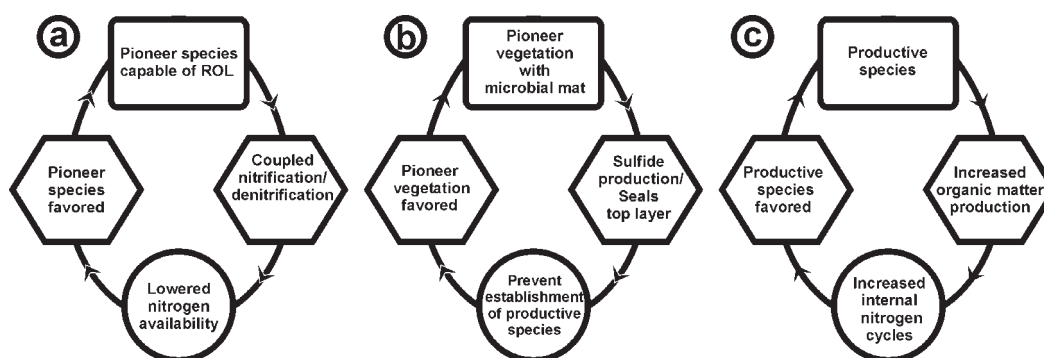 a
Pioneer species
capable of ROL
Coupled
nitrification/
denitrification
Lowered
nitrogen
availability
Pioneer
species
favored
b
Pioneer
vegetation
with
microbial mat
Sulfide
production/
Seals
top layer
Prevent
establishment
of productive
species
Pioneer
vegetation
favored
c
Productive
species
Increased
organic matter
production
Increased
internal
nitrogen
cycles
Productive
species
favored